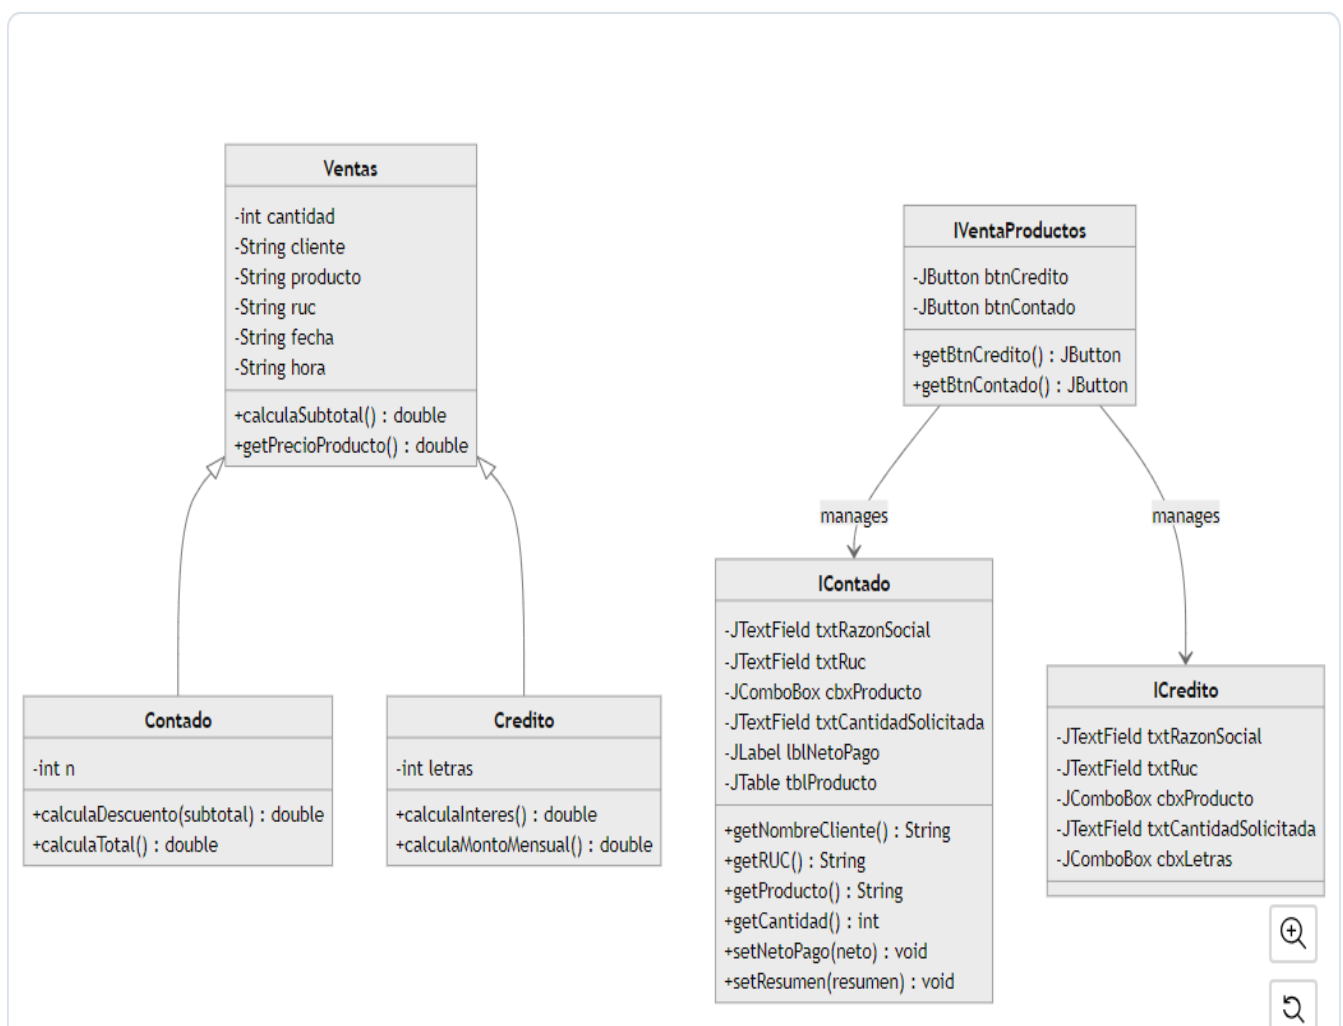 Ventas
-int cantidad
-String cliente
-String producto
-String ruc
-String fecha
-String hora
+calculaSubtotal() : double
+getPrecioProducto() : double
IVentaProductos
-JButton btnCredito
-JButton btnContado
+getBtnCredito() : JButton
+getBtnContado() : JButton
manages
manages
Contado
-int n
+calculaDescuento(subtotal) : double
+calculaTotal() : double
Credito
-int letras
+calculaInteres() : double
+calculaMontoMensual() : double
IContado
-JTextField txtRazonSocial
-JTextField txtRuc
-JComboBox cbxProducto
-JTextField txtCantidadSolicitada
-JLabel lblNetoPago
-JTable tblProducto
+getNombreCliente() : String
+getRUC() : String
+getProducto() : String
+getCantidad() : int
+setNetoPago(neto) : void
+setResumen(resumen) : void
ICredito
-JTextField txtRazonSocial
-JTextField txtRuc
-JComboBox cbxProducto
-JTextField txtCantidadSolicitada
-JComboBox cbxLetras